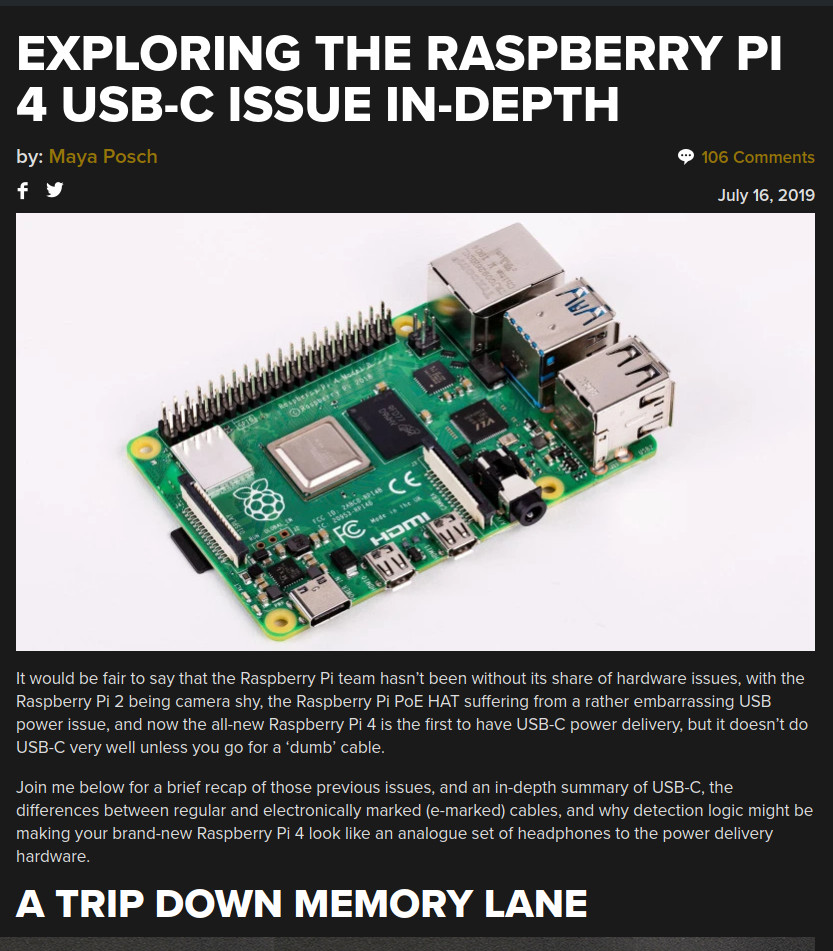 EXPLORING THE RASPBERRY PI
4 USB-C ISSUE IN-DEPTH
by: Maya Posch
106 Comments
July 16, 2019
HDMI
Made in the UK
It would be fair to say that the Raspberry Pi team hasn’t been without its share of hardware issues, with the
Raspberry Pi 2 being camera shy, the Raspberry Pi PoE HAT suffering from a rather embarrassing USB
power issue, and now the all-new Raspberry Pi 4 is the first to have USB-C power delivery, but it doesn’t do
USB-C very well unless you go for a ‘dumb’ cable.
Join me below for a brief recap of those previous issues, and an in-depth summary of USB-C, the
differences between regular and electronically marked (e-marked) cables, and why detection logic might be
making your brand-new Raspberry Pi 4 look like an analogue set of headphones to the power delivery
hardware.
A TRIP DOWN MEMORY LANE